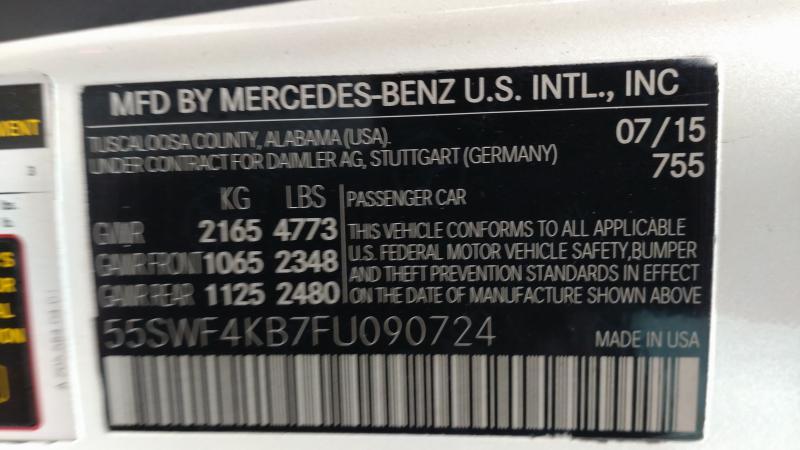 MENT
MFD BY MERCEDES-BENZ U.S. INTL., INC
TUSCALOOSA COUNTY, ALABAMA (USA). 07/15
UNDER CONTRACT FOR DAIMLER AG, STUTTGART (GERMANY) 755
KG LBS PASSENGER CAR
GVWR 2165 4773 THIS VEHICLE CONFORMS TO ALL APPLICABLE
U.S. FEDERAL MOTOR VEHICLE SAFETY, BUMPER
GAWR FRONT 1065 2348 AND THEFT PREVENTION STANDARDS IN EFFECT
GAWR REAR 1125 2480 ON THE DATE OF MANUFACTURE SHOWN ABOVE
55SWF4KB7FU090724 MADE IN USA